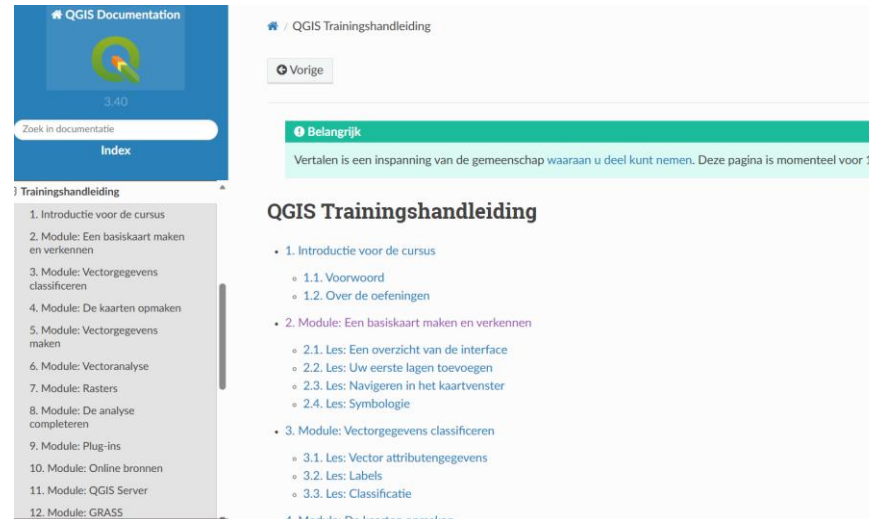 QGIS Documentation
3.40
Zoek in documentatie
Index
Trainingshandleiding
1. Introductie voor de cursus
2. Module: Een basiskaart maken
en verkennen
3. Module: Vectorgegevens
classificeren
4. Module: De kaarten opmaken
5. Module: Vectorgegevens
maken
6. Module: Vectoranalyse
7. Module: Rasters
8. Module: De analyse
completeren
9. Module: Plug-ins
10. Module: Online bronnen
11. Module: QGIS Server
12. Module: GRASS
/ QGIS Trainingshandleiding
Vorige
Belangrijk
Vertalen is een inspanning van de gemeenschap waaraan u deel kunt nemen. Deze pagina is momenteel voor 1
QGIS Trainingshandleiding
• 1. Introductie voor de cursus
◦ 1.1. Voorwoord
◦ 1.2. Over de oefeningen
• 2. Module: Een basiskaart maken en verkennen
◦ 2.1. Les: Een overzicht van de interface
◦ 2.2. Les: Uw eerste lagen toevoegen
◦ 2.3. Les: Navigeren in het kaartvenster
◦ 2.4. Les: Symbologie
• 3. Module: Vectorgegevens classificeren
◦ 3.1. Les: Vector attributengegevens
◦ 3.2. Les: Labels
◦ 3.3. Les: Classificatie
• 4. Module: De kaarten opmaken